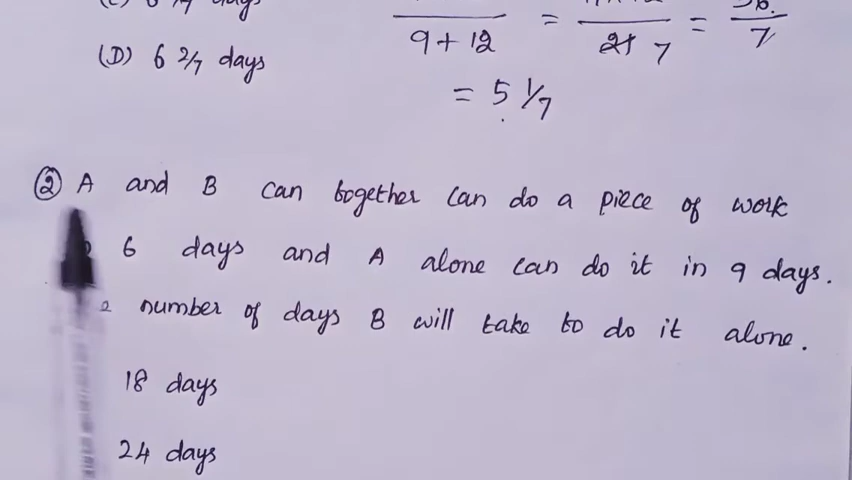 days
(D) 6 2/7 days
9+12 = 21 7 = 7
= 5 1/7
② A and B can together can do a piece of work
6 days and A alone can do it in 9 days.
number of days B will take to do it alone.
18 days
24 days